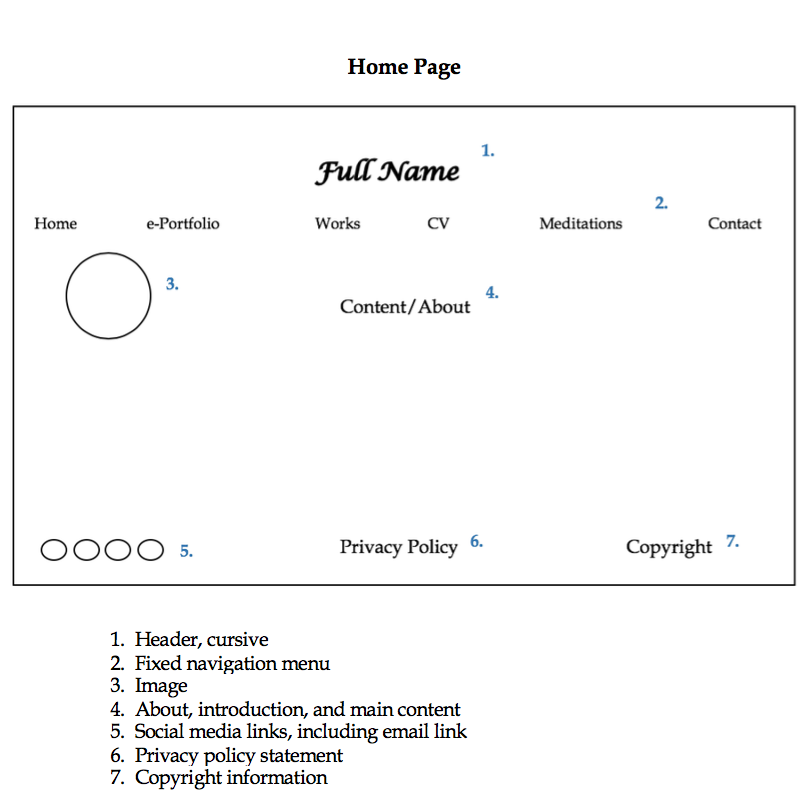 Home Page
1.
Full Name
2.
Home e-Portfolio Works CV Meditations Contact
3.
4.
Content/About
5.
Privacy Policy 6.
Copyright 7.
1. Header, cursive
2. Fixed navigation menu
3. Image
4. About, introduction, and main content
5. Social media links, including email link
6. Privacy policy statement
7. Copyright information